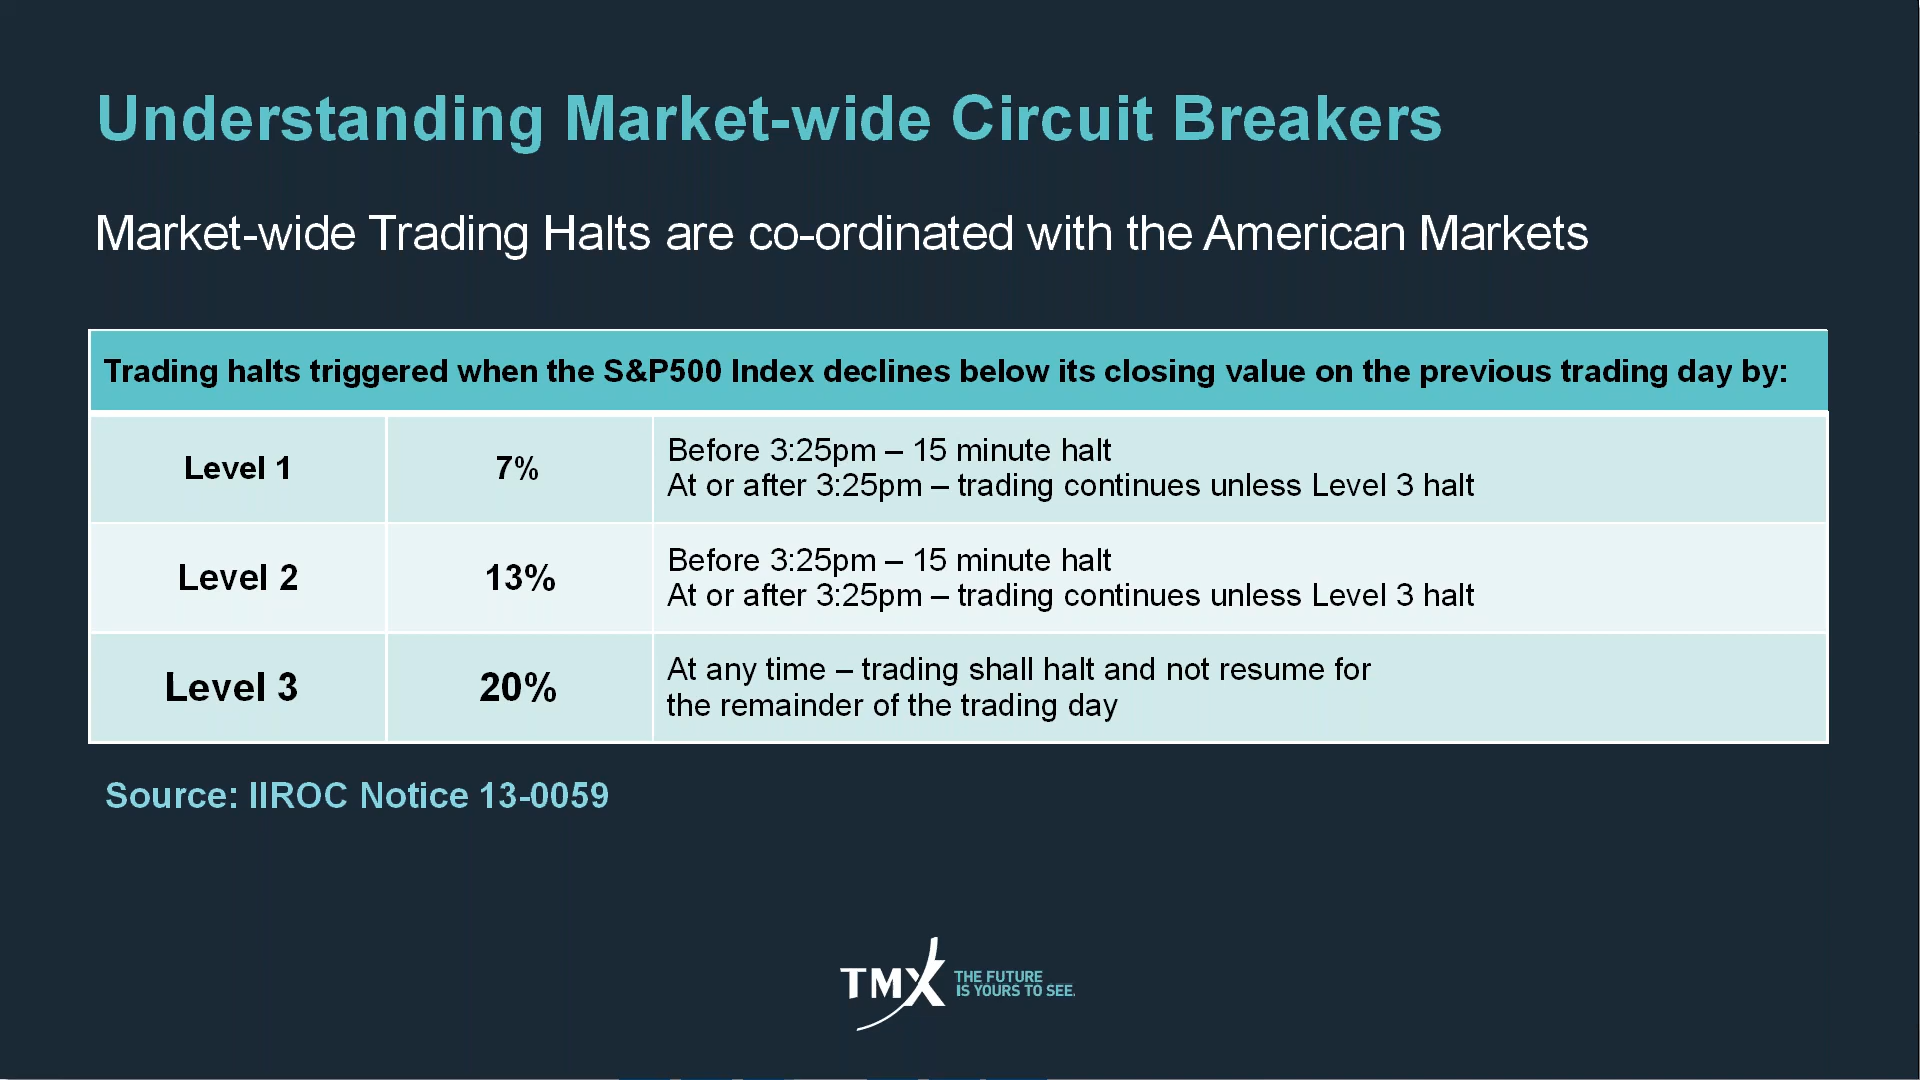 Understanding Market-wide Circuit Breakers
Market-wide Trading Halts are co-ordinated with the American Markets
Trading halts triggered when the S&P500 Index declines below its closing value on the previous trading day by:
Level 1
7%
Before 3:25pm – 15 minute halt
At or after 3:25pm – trading continues unless Level 3 halt
Level 2
13%
Before 3:25pm – 15 minute halt
At or after 3:25pm – trading continues unless Level 3 halt
Level 3
20%
At any time – trading shall halt and not resume for
the remainder of the trading day
Source: IIROC Notice 13-0059
TMX
THE FUTURE
IS YOURS TO SEE.